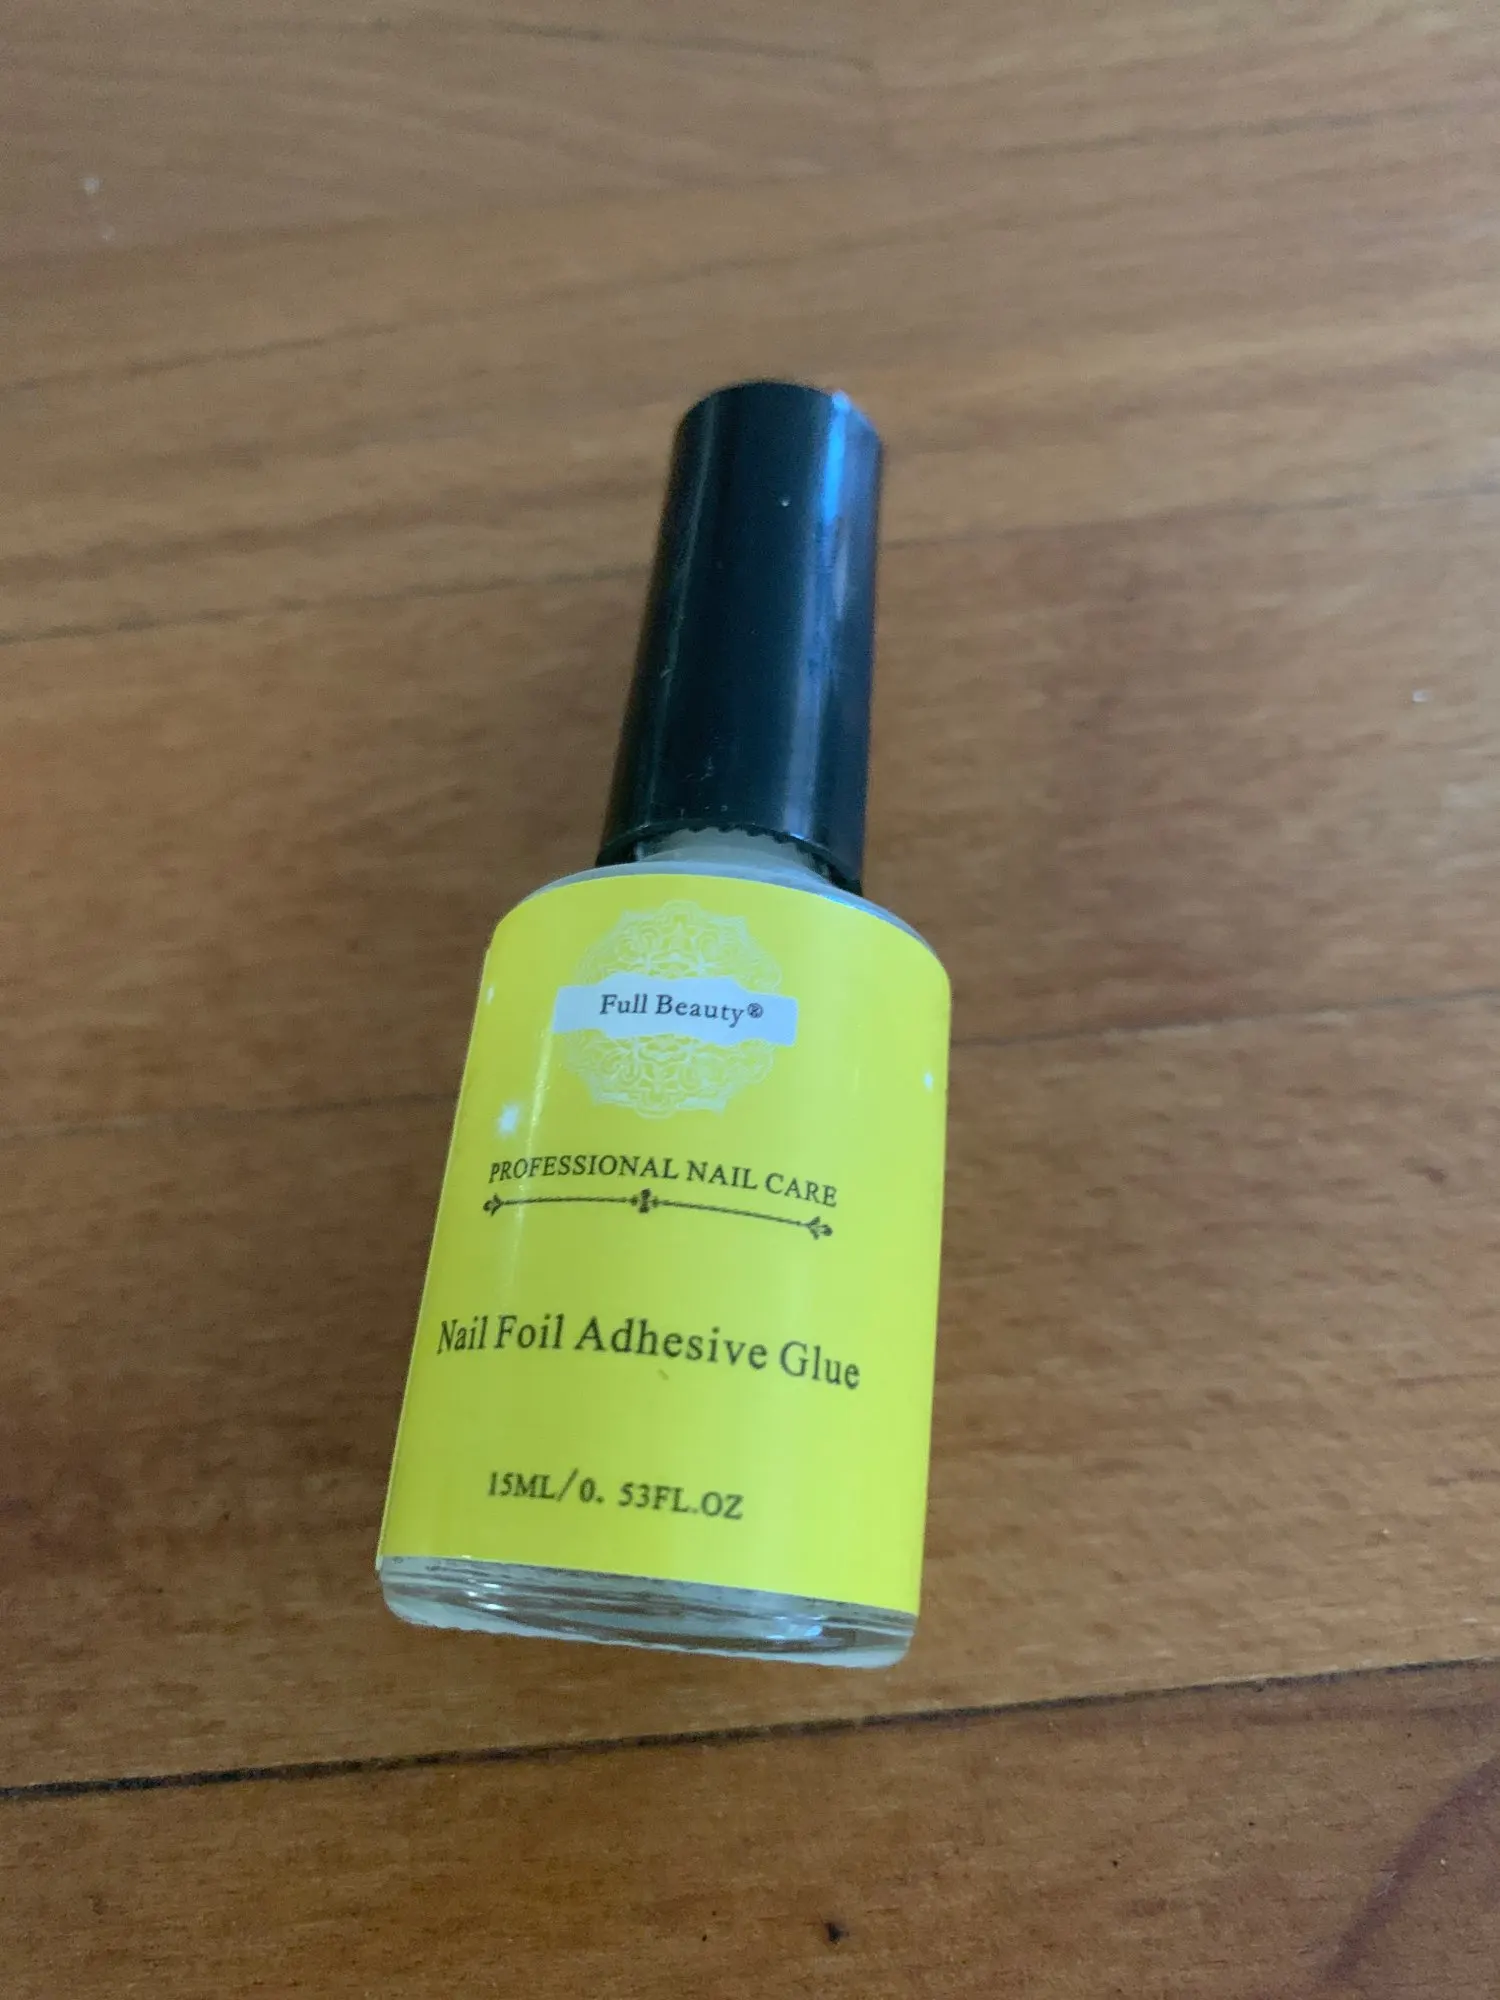 Full Beauty®
PROFESSIONAL NAIL CARE
Nail Foil Adhesive Glue
15ML/0. 53FL.OZ